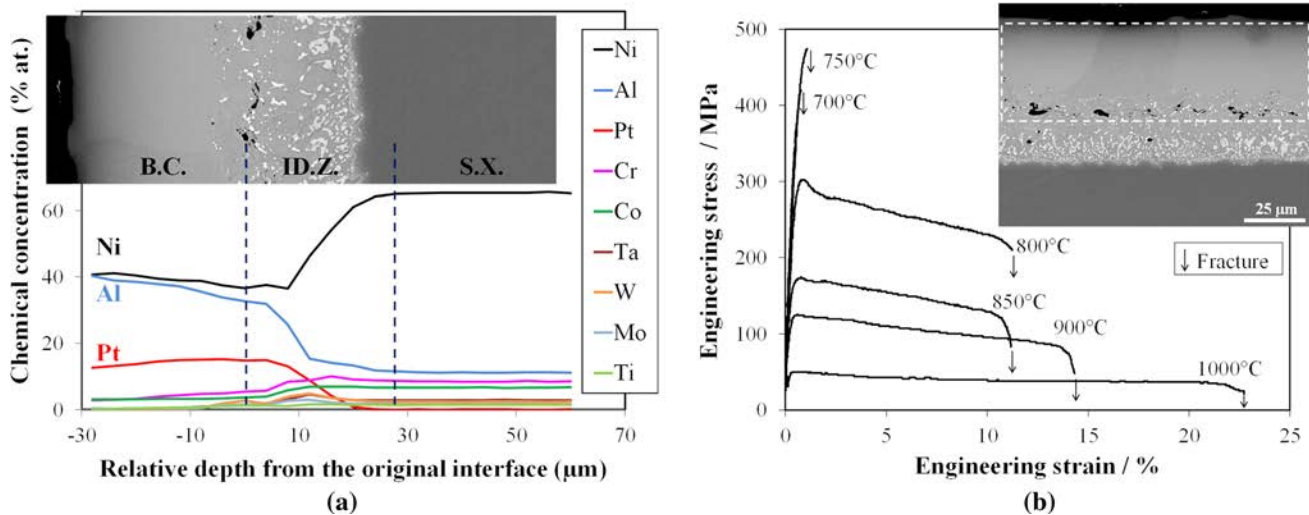 (a)
B.C.
ID.Z.
S.X.
Chemical concentration (% at.)
60
40
20
0
Ni
Al
Pt
-30
-10
10
30
50
70
Relative depth from the original interface (μm)
Ni
Al
Pt
Cr
Co
Ta
W
Mo
Ti
(a)
(b)
Engineering stress / MPa
500
400
300
200
100
0
750°C
700°C
800°C
850°C
900°C
1000°C
25 μm
↓ Fracture
0
5
10
15
20
25
Engineering strain / %
(b)